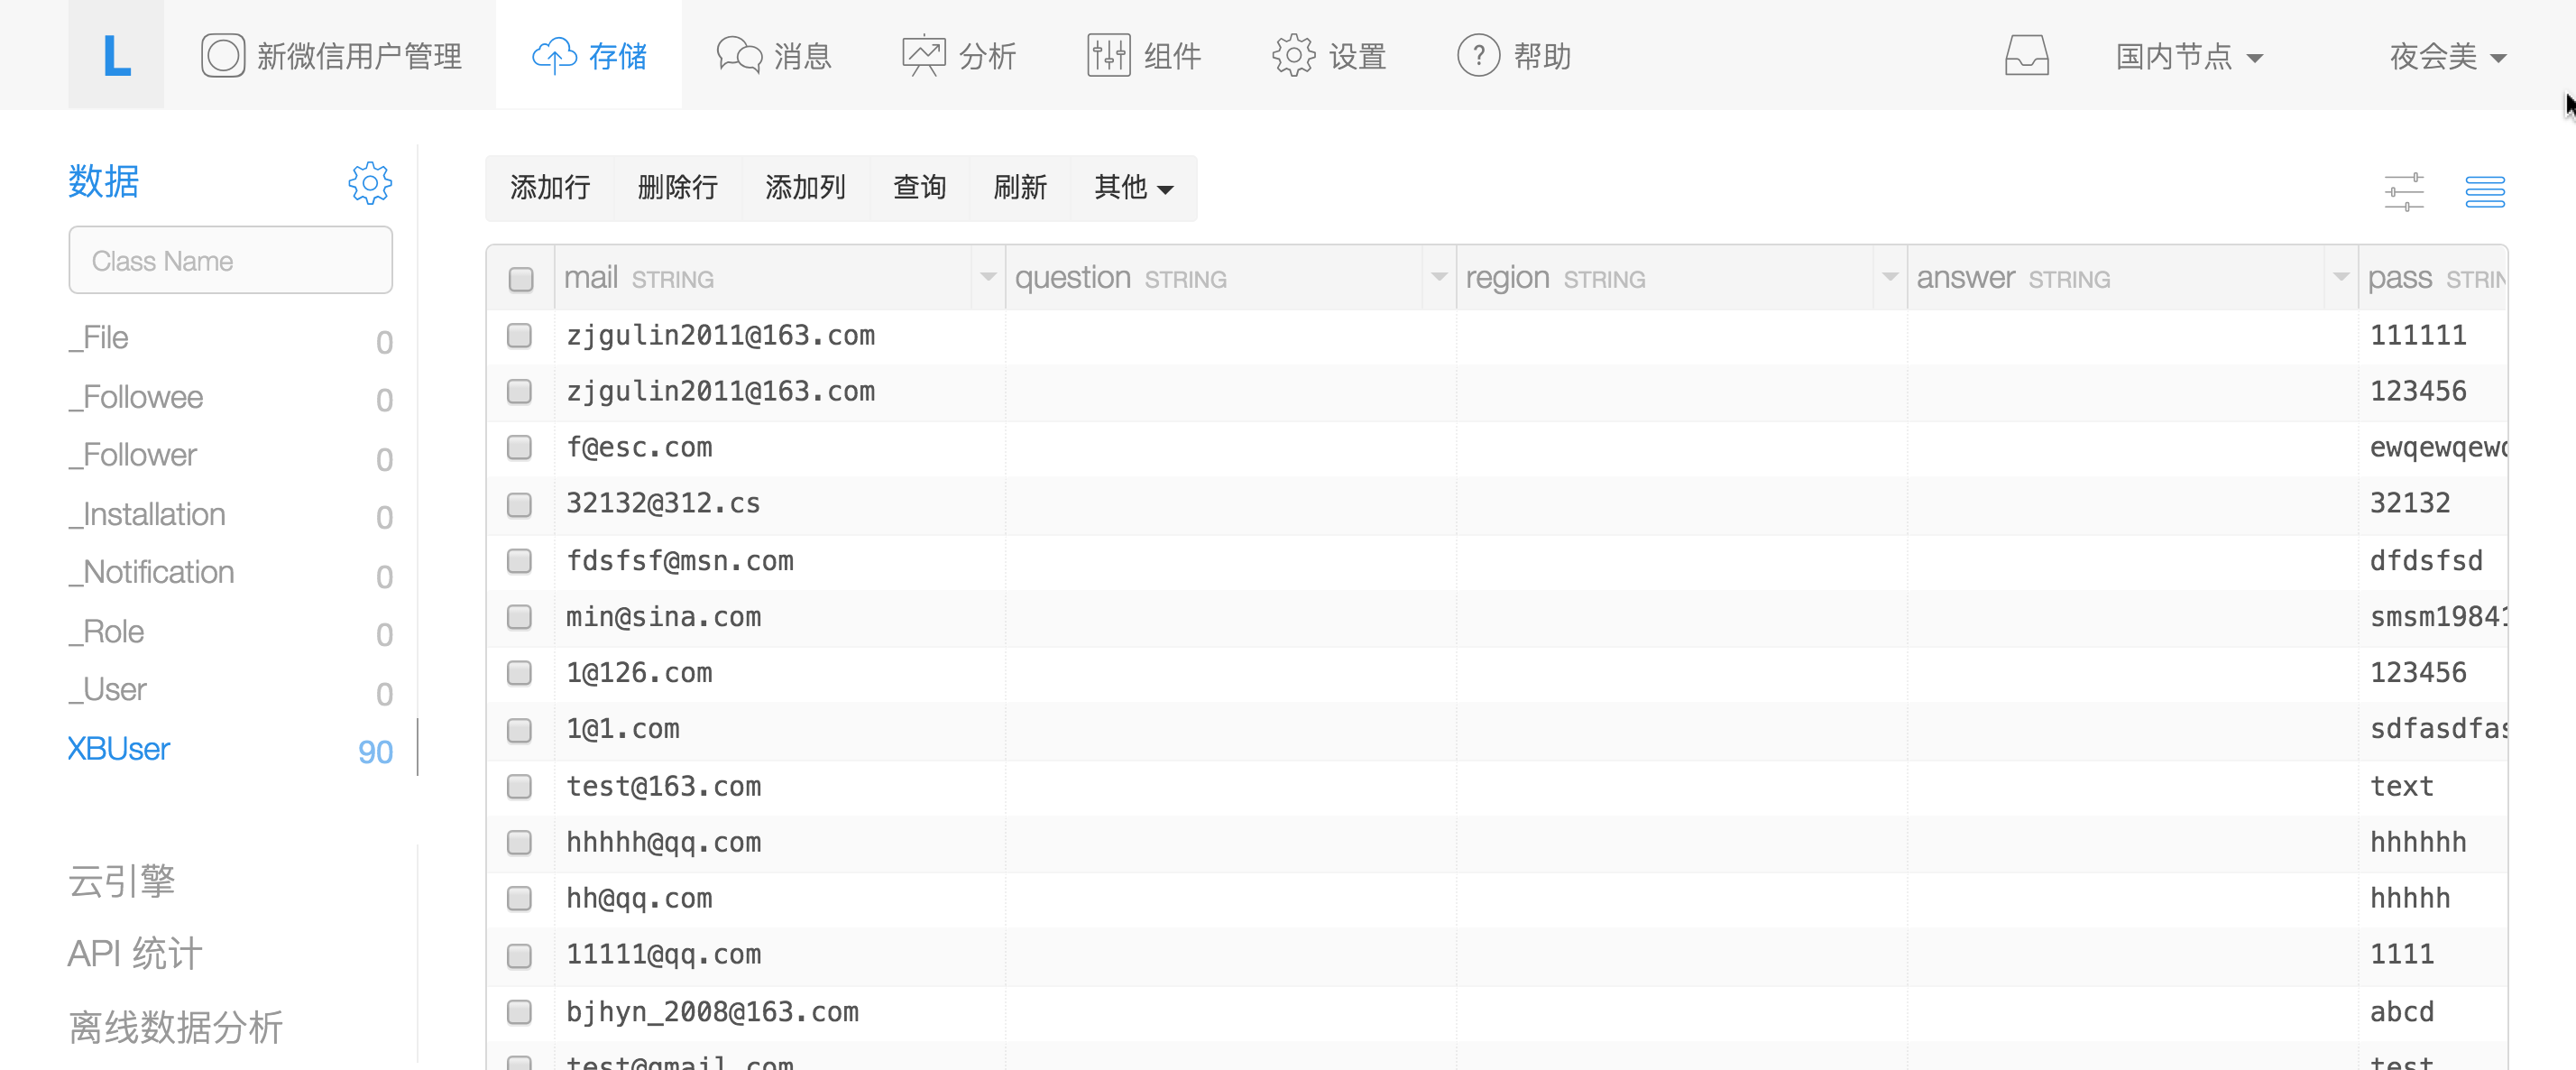 L 新微信用户管理 存储 消息 分析 组件 设置 ? 帮助 国内节点 夜会美
数据
Class Name
_File 0
_Followee 0
_Follower 0
_Installation 0
_Notification 0
_Role 0
_User 0
XBUser 90
云引擎
API 统计
离线数据分析
添加行 删除行 添加列 查询 刷新 其他
mail STRING question STRING region STRING answer STRING pass STRIN
zjgulin2011@163.com 111111
zjgulin2011@163.com 123456
f@esc.com ewqewqew
32132@312.cs 32132
fdsfsf@msn.com dfdsfsd
min@sina.com smsm1984
1@126.com 123456
1@1.com sdfasdfa
test@163.com text
hhhhh@qq.com hhhhhh
hh@qq.com hhhhh
11111@qq.com 1111
bjhyn_2008@163.com abcd
test@gmail.com test